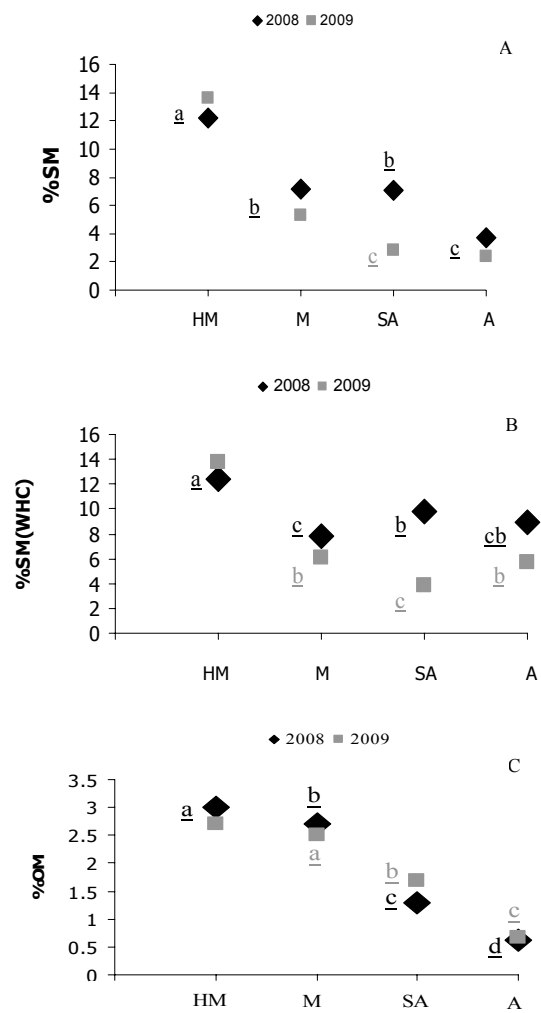 ◆2008 ■2009
A
%SM
16
14
12
10
8
6
4
2
0
a
b
b
c
c
HM M SA A
◆ 2008 ■ 2009
B
%SM(WHC)
16
14
12
10
8
6
4
2
0
a
c
b
cb
b
c
b
HM M SA A
◆ 2008 ■ 2009
C
%OM
3.5
3
2.5
2
1.5
1
0.5
0
a
b
a
b
c
c
d
HM M SA A